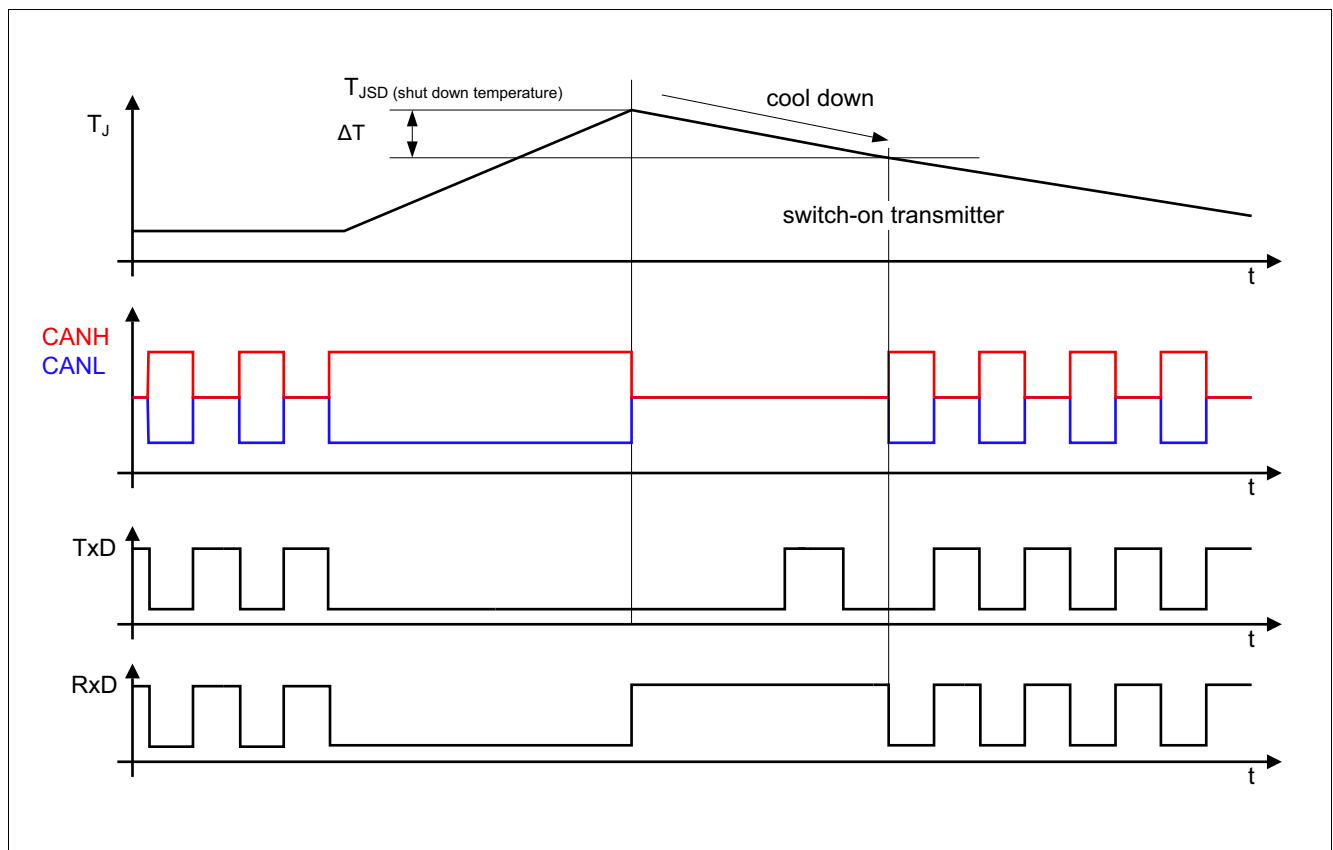 T_JSD (shut down temperature)
cool down
T_J
ΔT
switch-on transmitter
t
CANH
CANL
t
TxD
t
RxD
t